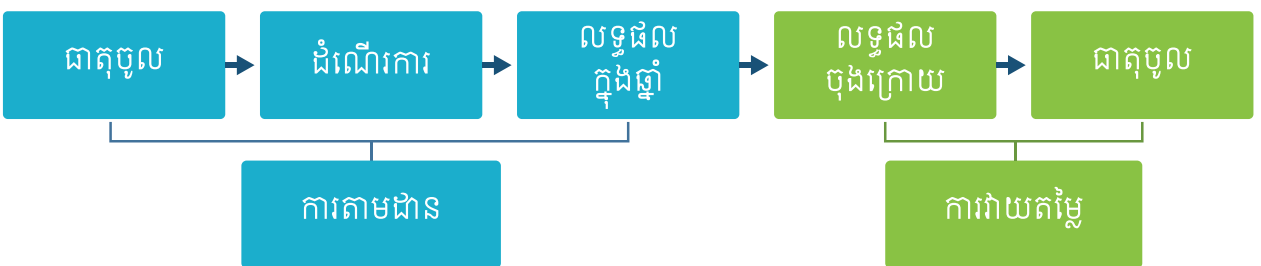 ធាតុចូល
ដំណើរការ
លទ្ធផល
ក្នុងឆ្នាំ
លទ្ធផល
ចុងក្រោយ
ធាតុចូល
ការតាមដាន
ការវាយតម្លៃ